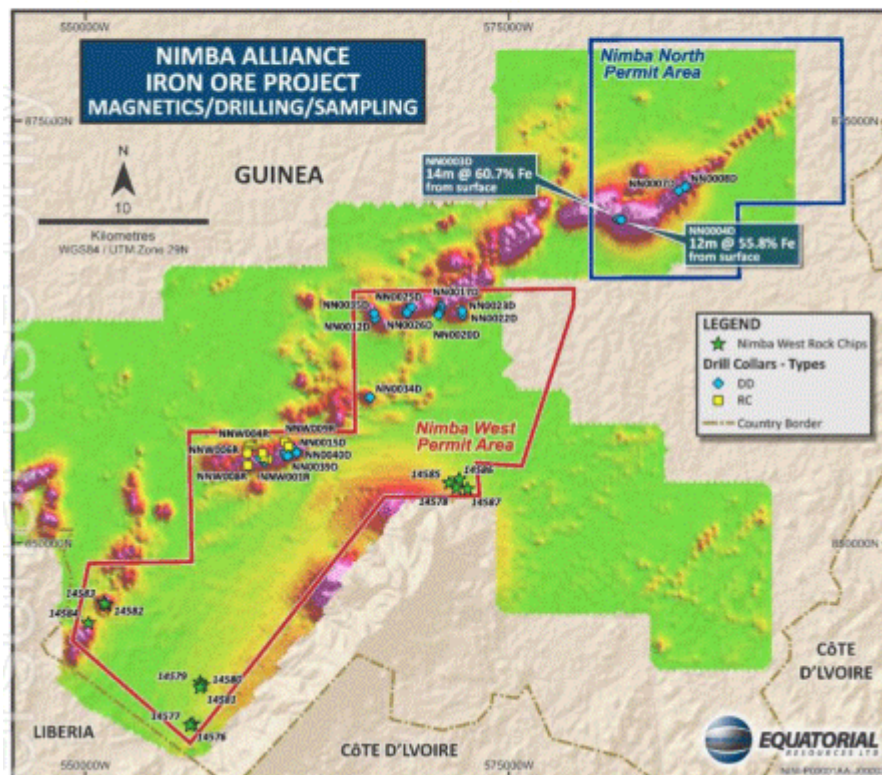 550000W
575000W
NIMBA ALLIANCE
IRON ORE PROJECT
MAGNETICS/DRILLING/SAMPLING
Nimba North
Permit Area
875000N
875000N
N
GUINEA
10
Kilometres
WGS84 / UTM Zone 29N
NN0003D
14m @ 60.7% Fe
from surface
NN0007D
NN0008D
NN0004D
12m @ 55.8% Fe
from surface
NN0035D
NN0025D
NN0017D
NN0023D
NN0012D
NN0026D
NN0022D
NN0020D
LEGEND
Nimba West Rock Chips
Drill Collars - Types
DD
RC
Country Border
NN0034D
Nimba West
Permit Area
NNW004R
NNW009R
NNW006R
NN0015D
NN0040D
NNW008R
NNW001R
NN0039D
14585
14586
14578
14587
850000N
850000N
14583
14584
14582
14579
14580
14581
14577
14576
LIBERIA
CôTE D'LVOIRE
CôTE
D'LVOIRE
EQUATORIAL
RESOURCES LTD
550000W
575000W